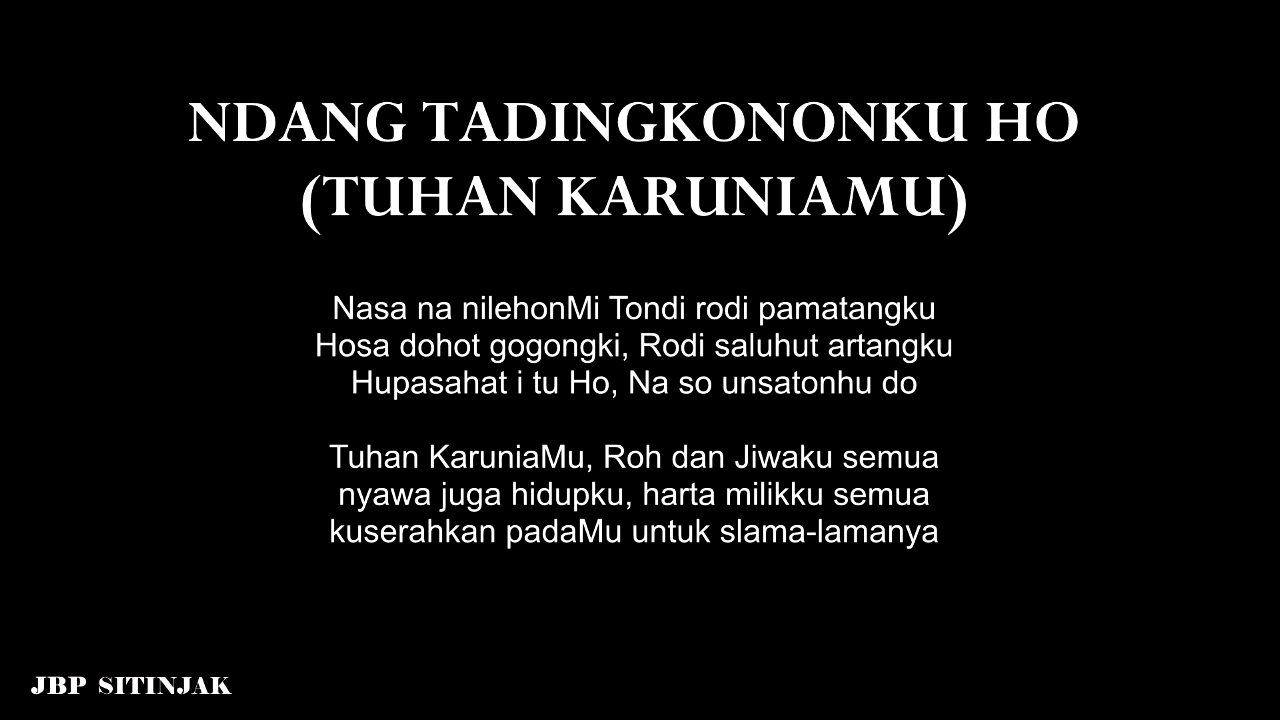 NDANG TADINGKONONKU HO
(TUHAN KARUNIAMU)
Nasa na nilehonMi Tondi rodi pamatangku
Hosa dohot gogongki, Rodi saluhut artangku
Hupasahat i tu Ho, Na so unsatonhu do
Tuhan KaruniaMu, Roh dan Jiwaku semua
nyawa juga hidupku, harta milikku semua
kuserahkan padaMu untuk slama-lamanya
JBP SITINJAK